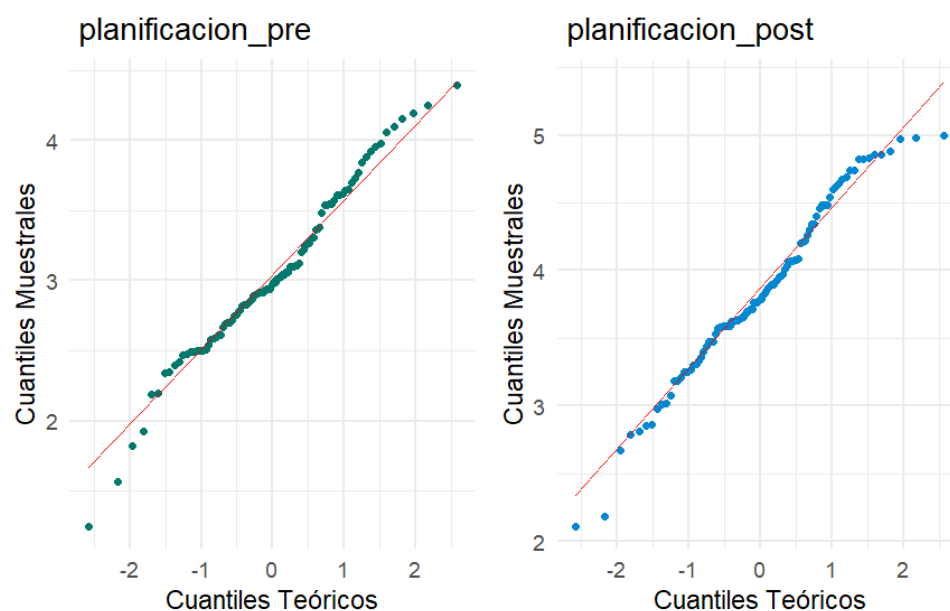 planificacion_pre
4
3
2
Cuantiles Muestrales
-2 -1 0 1 2
Cuantiles Teóricos
planificacion_post
5
4
3
2
Cuantiles Muestrales
-2 -1 0 1 2
Cuantiles Teóricos